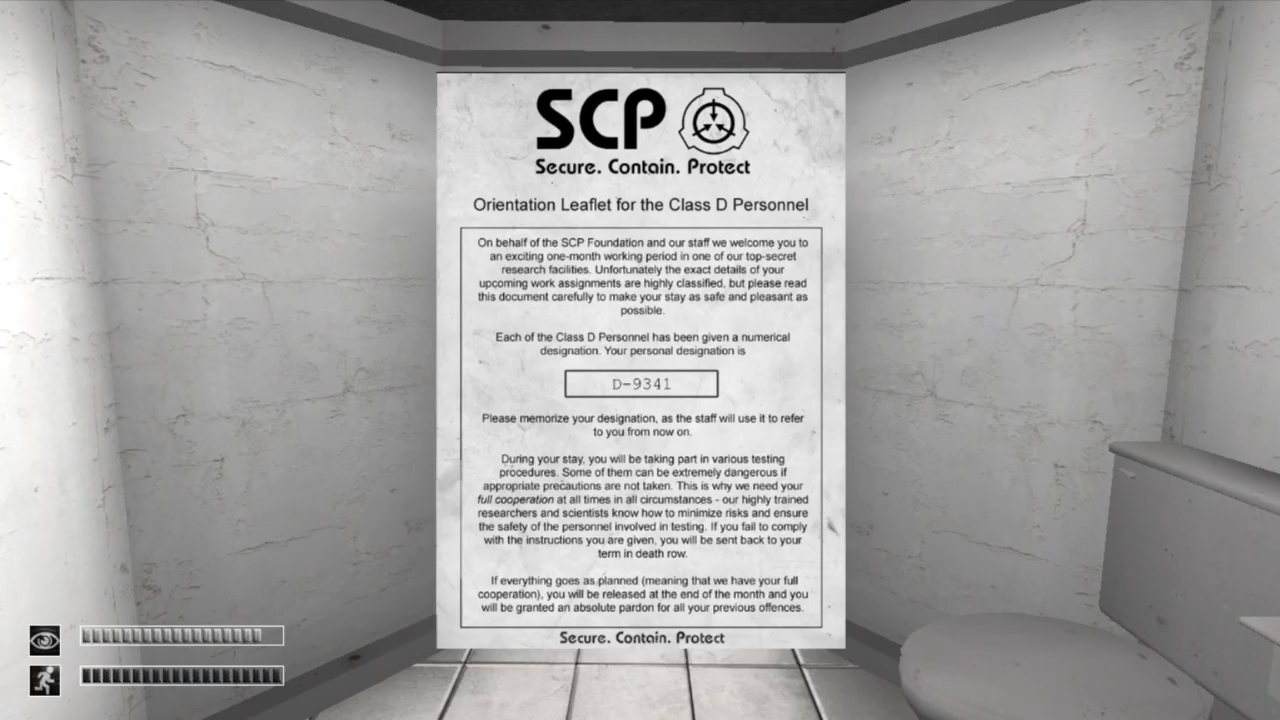 SCP
Secure. Contain. Protect
Orientation Leaflet for the Class D Personnel
On behalf of the SCP Foundation and our staff we welcome you to
an exciting one-month working period in one of our top-secret
research facilities. Unfortunately the exact details of your
upcoming work assignments are highly classified, but please read
this document carefully to make your stay as safe and pleasant as
possible.
Each of the Class D Personnel has been given a numerical
designation. Your personal designation is
D-9341
Please memorize your designation, as the staff will use it to refer
to you from now on.
During your stay, you will be taking part in various testing
procedures. Some of them can be extremely dangerous if
appropriate precautions are not taken. This is why we need your
full cooperation at all times in all circumstances - our highly trained
researchers and scientists know how to minimize risks and ensure
the safety of the personnel involved in testing. If you fail to comply
with the instructions you are given, you will be sent back to your
term in death row.
If everything goes as planned (meaning that we have your full
cooperation), you will be released at the end of the month and you
will be granted an absolute pardon for all your previous offences.
Secure. Contain. Protect